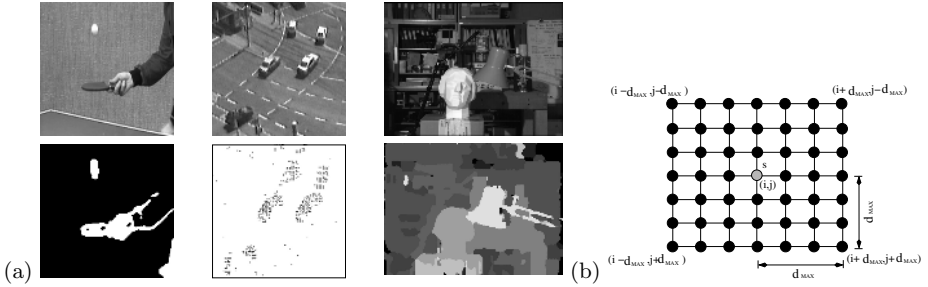 (a)
(i – dMAX ,j– dMAX )
(i+ dMAX,j– dMAX)
s
(i,j)
dMAX
(i – dMAX,j+ dMAX)
(i+ dMAX,j+ dMAX)
dMAX
(b)